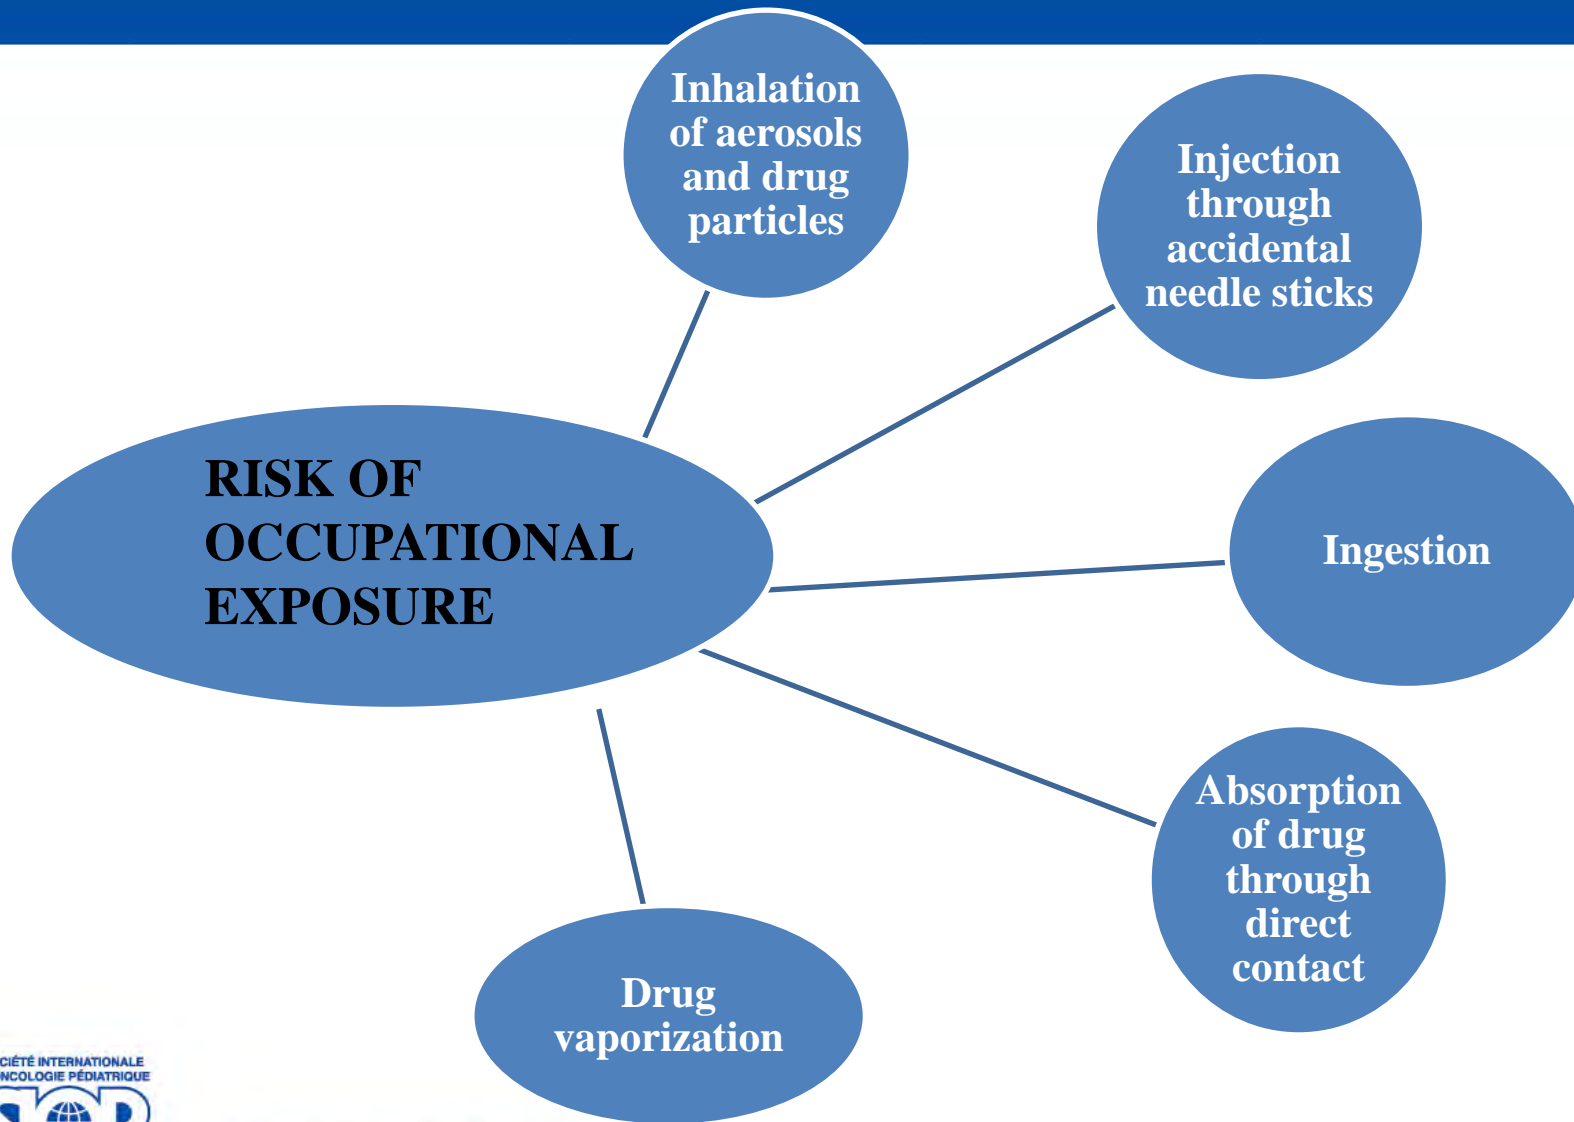 Inhalation
of aerosols
and drug
particles
Injection
through
accidental
needle sticks
RISK OF
OCCUPATIONAL
EXPOSURE
Ingestion
Absorption
of drug
through
direct
contact
Drug
vaporization
CIÉTÉ INTERNATIONALE
NCOLOGIE PÉDIATRIQUE